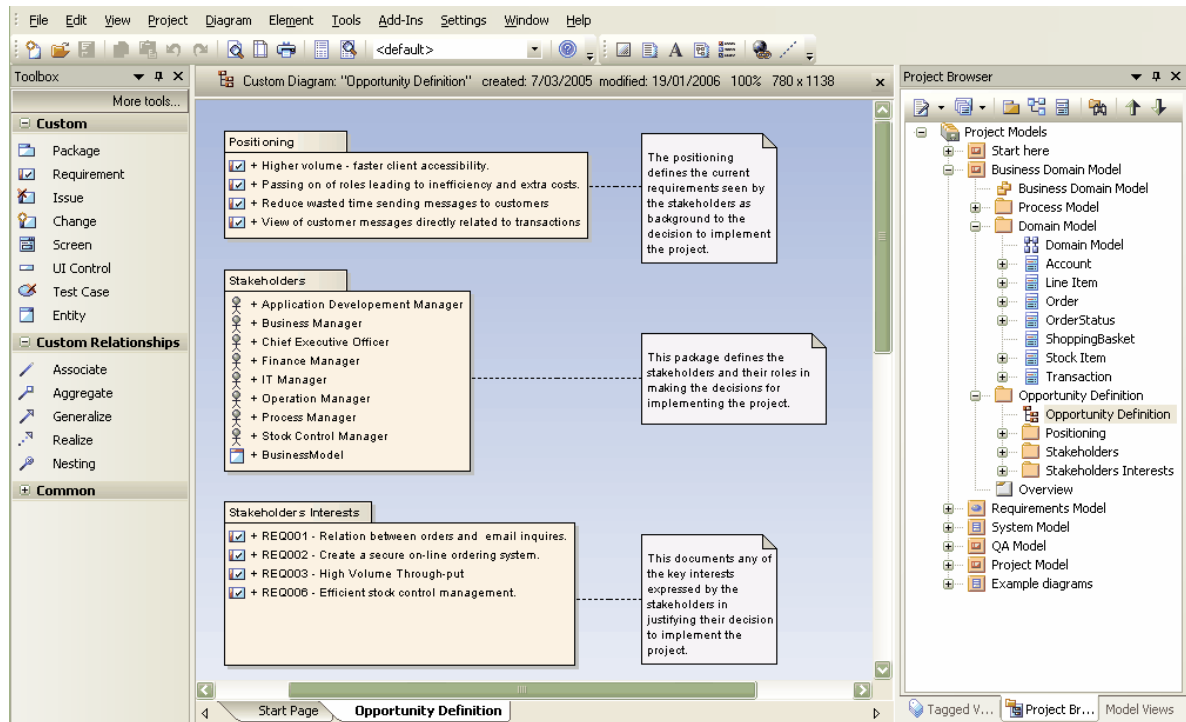 File Edit View Project Diagram Element Tools Add-Ins Settings Window Help
<default>
Toolbox
More tools...
Custom
Package
Requirement
Issue
Change
Screen
UI Control
Test Case
Entity
Custom Relationships
Associate
Aggregate
Generalize
Realize
Nesting
Common
Custom Diagram: "Opportunity Definition" created: 7/03/2005 modified: 19/01/2006 100% 780 x 1138
Positioning
+ Higher volume - faster client accessibility.
+ Passing on of roles leading to inefficiency and extra costs.
+ Reduce wasted time sending messages to customers
+ View of customer messages directly related to transactions
The positioning
defines the current
requirements seen by
the stakeholders as
background to the
decision to implement
the project.
Stakeholders
+ Application Developement Manager
+ Business Manager
+ Chief Executive Officer
+ Finance Manager
+ IT Manager
+ Operation Manager
+ Process Manager
+ Stock Control Manager
+ BusinessModel
This package defines the
stakeholders and their roles in
making the decisions for
implementing the project.
Stakeholders Interests
+ REQ001 - Relation between orders and email inquires.
+ REQ002 - Create a secure on-line ordering system.
+ REQ003 - High Volume Through-put
+ REQ006 - Efficient stock control management.
This documents any of
the key interests
expressed by the
stakeholders in
justifying their decision
to implement the
project.
Start Page Opportunity Definition
Project Browser
Project Models
Start here
Business Domain Model
Business Domain Model
Process Model
Domain Model
Domain Model
Account
Line Item
Order
OrderStatus
ShoppingBasket
Stock Item
Transaction
Opportunity Definition
Opportunity Definition
Positioning
Stakeholders
Stakeholders Interests
Overview
Requirements Model
System Model
QA Model
Project Model
Example diagrams
Tagged V... Project Br... Model Views